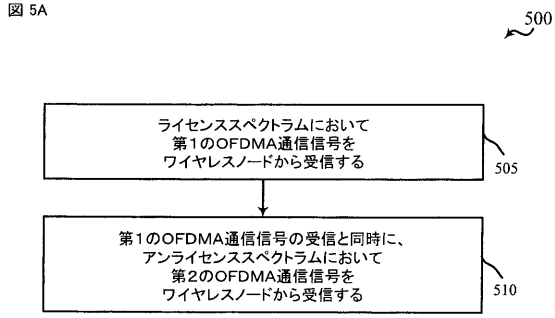 図 5A
500
ライセンススペクトラムにおいて
第1のOFDMA通信信号を
ワイヤレスノードから受信する
505
第1のOFDMA通信信号の受信と同時に、
アンライセンススペクトラムにおいて
第2のOFDMA通信信号を
ワイヤレスノードから受信する
510